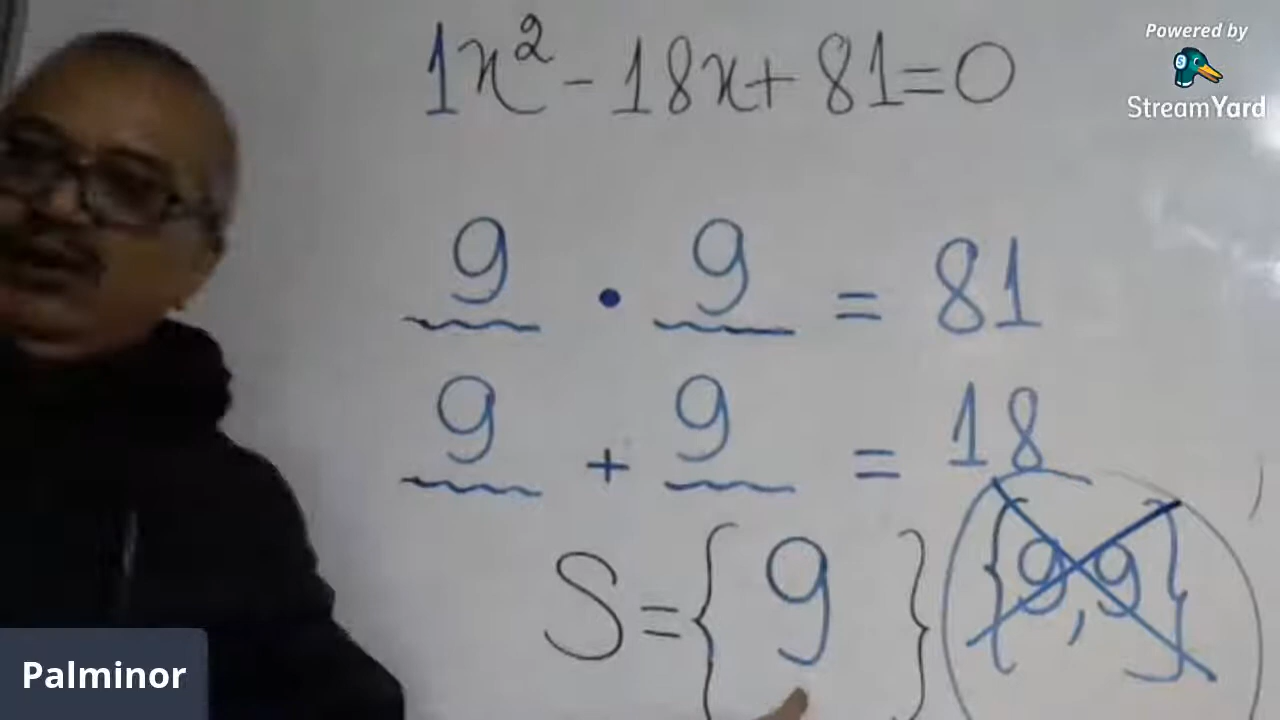 Powered by
StreamYard
1x² - 18x + 81 = 0
9 • 9 = 81
9 + 9 = 18
S = { 9 } {9, 9}
Palminor